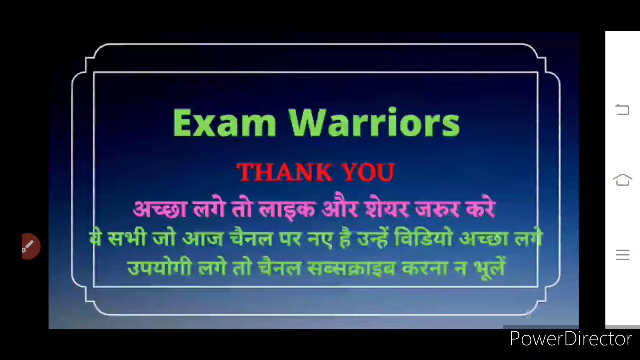 Exam Warriors
THANK YOU
अच्छा लगे तो लाइक और शेयर जरुर करे
वे सभी जो आज चैनल पर नए है उन्हें विडियो अच्छा लगे
उपयोगी लगे तो चैनल सब्सक्राइब करना न भूलें
PowerDirector